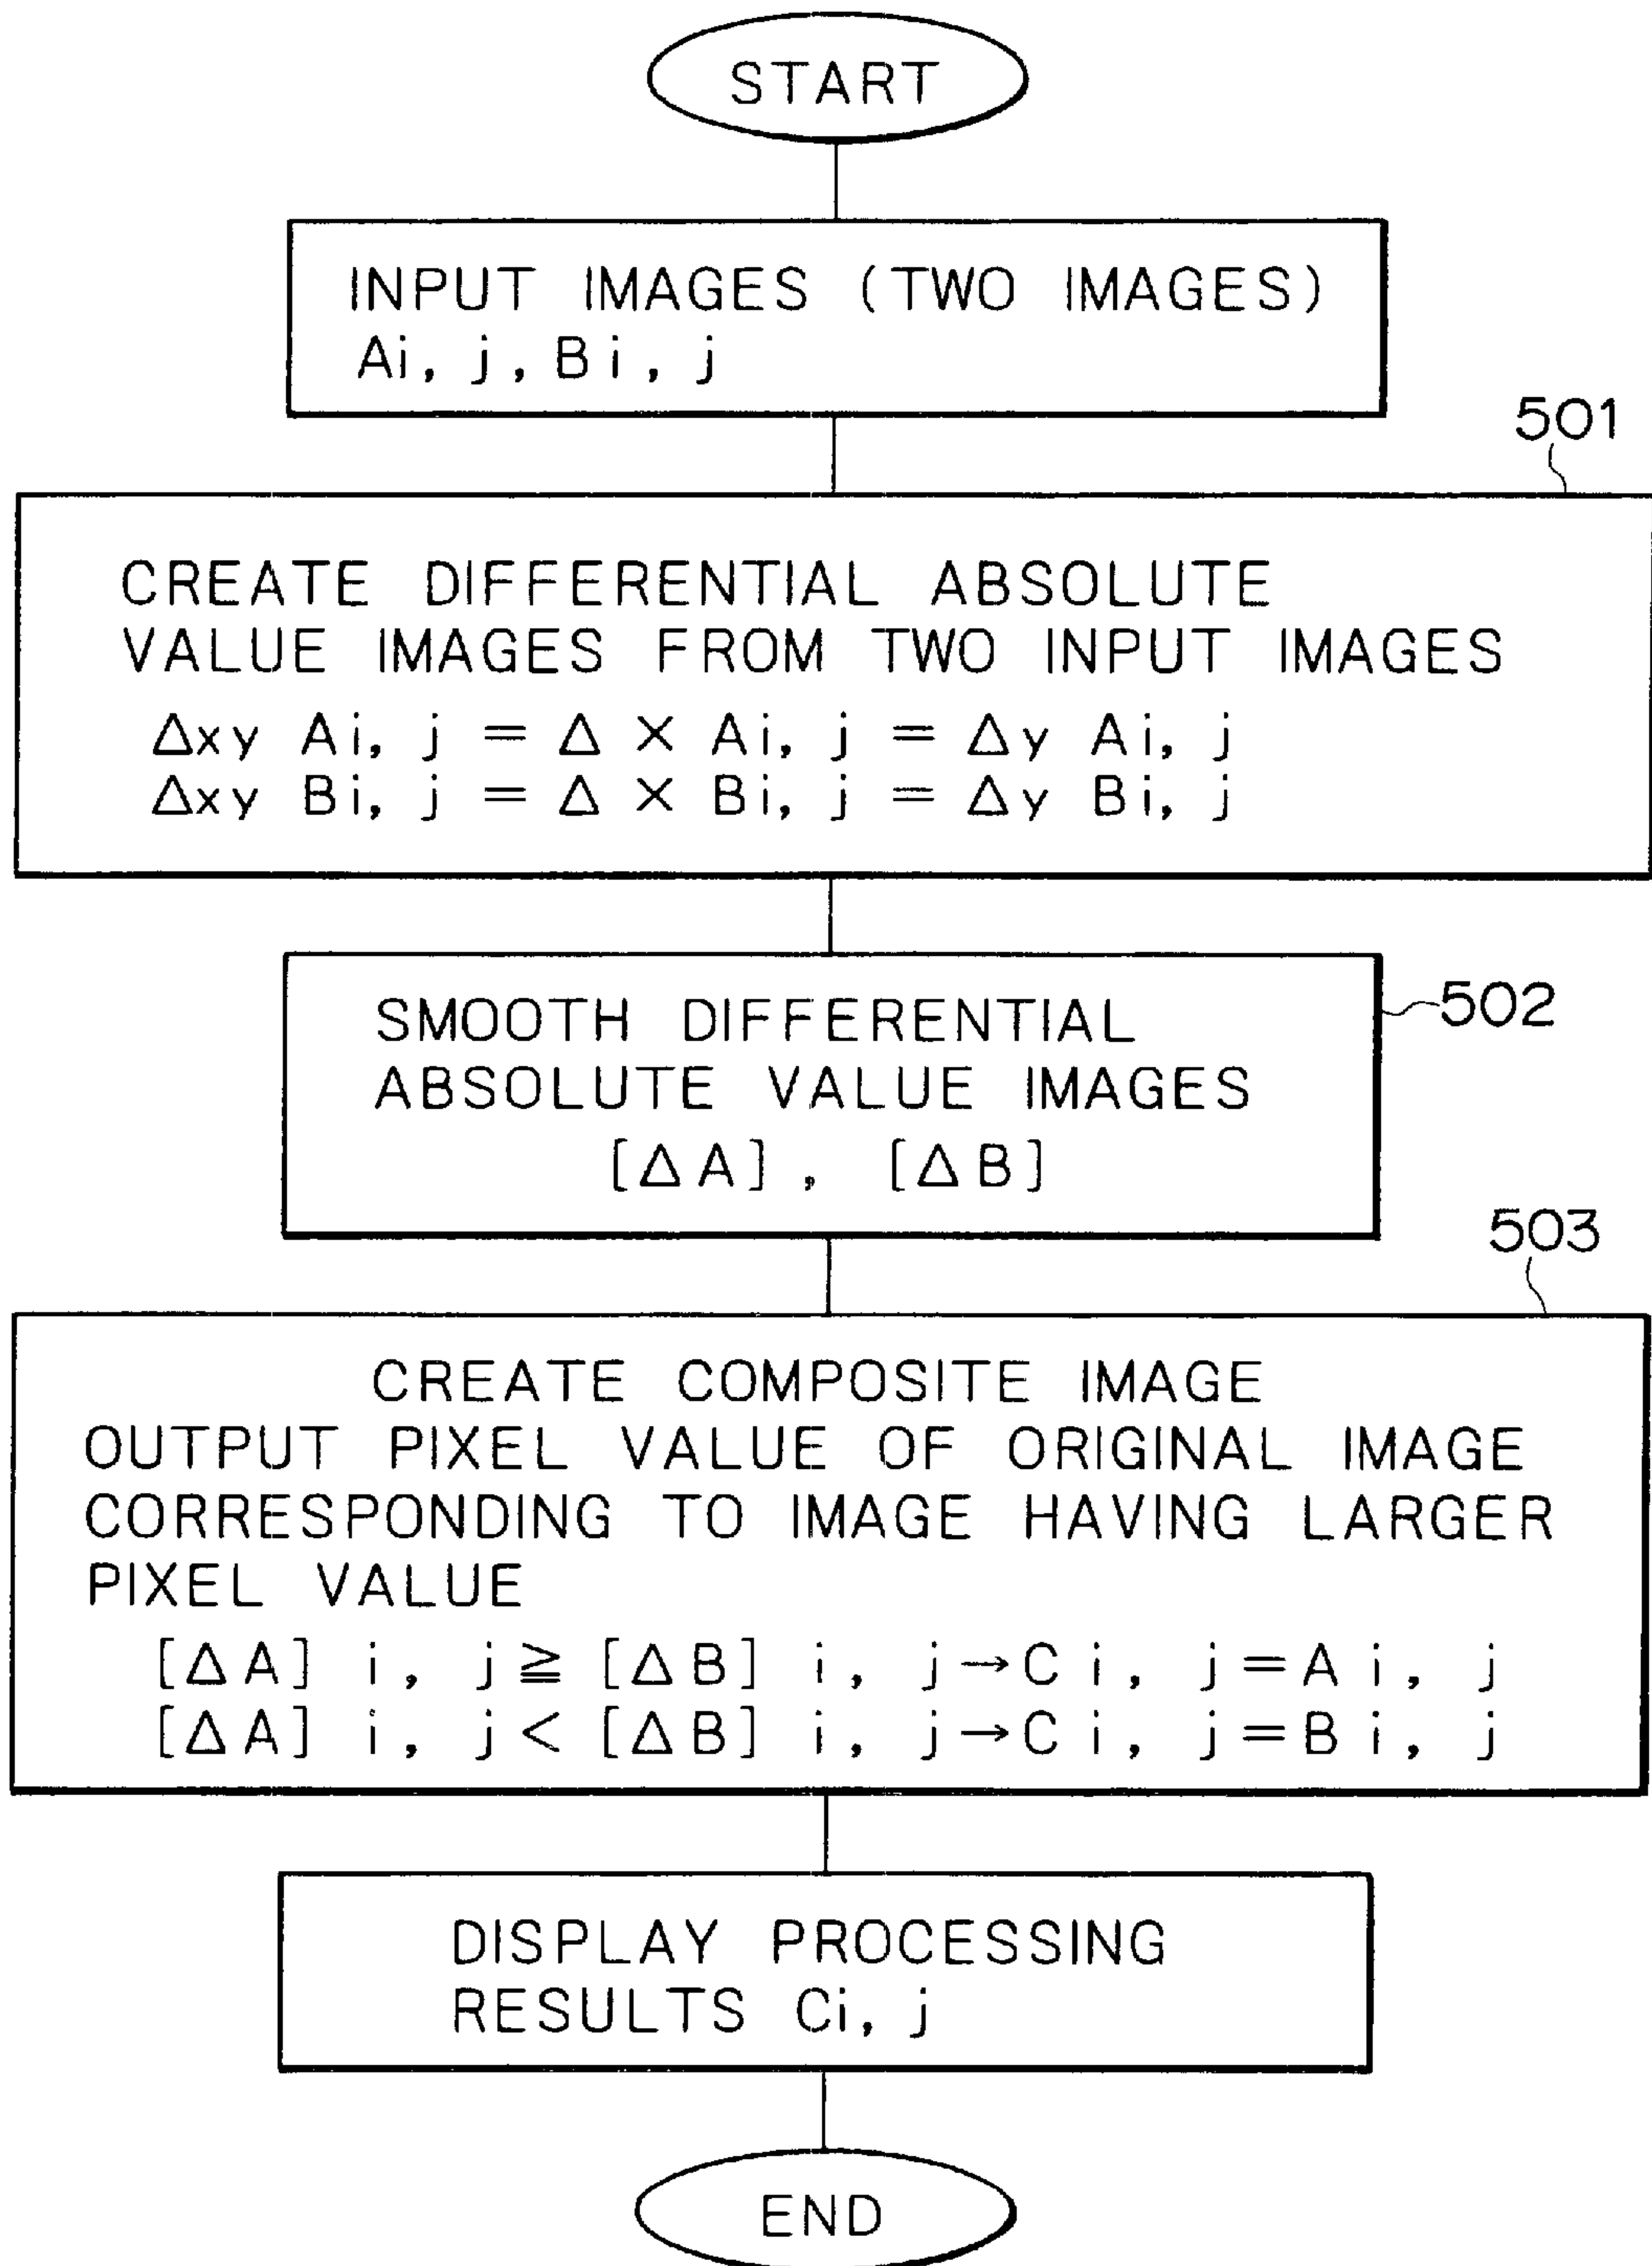 START
INPUT IMAGES (TWO IMAGES)
Ai, j, Bi, j
501
CREATE DIFFERENTIAL ABSOLUTE
VALUE IMAGES FROM TWO INPUT IMAGES
Δxy Ai, j = Δ × Ai, j = Δy Ai, j
Δxy Bi, j = Δ × Bi, j = Δy Bi, j
502
SMOOTH DIFFERENTIAL
ABSOLUTE VALUE IMAGES
[ΔA], [ΔB]
503
CREATE COMPOSITE IMAGE
OUTPUT PIXEL VALUE OF ORIGINAL IMAGE
CORRESPONDING TO IMAGE HAVING LARGER
PIXEL VALUE
[ΔA] i, j ≧ [ΔB] i, j → C i, j = A i, j
[ΔA] i, j < [ΔB] i, j → C i, j = B i, j
DISPLAY PROCESSING
RESULTS Ci, j
END